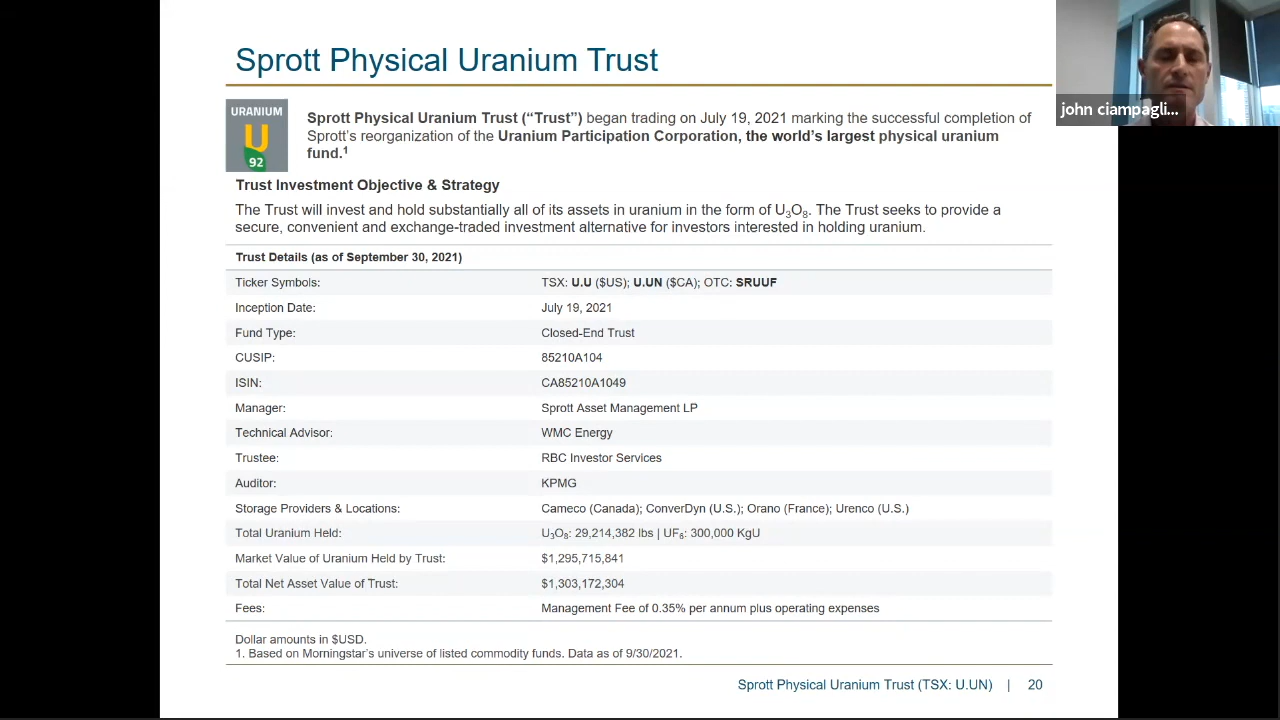 Sprott Physical Uranium Trust
john ciampagli...
URANIUM
U
92
Sprott Physical Uranium Trust (“Trust”) began trading on July 19, 2021 marking the successful completion of
Sprott’s reorganization of the Uranium Participation Corporation, the world’s largest physical uranium
fund.1
Trust Investment Objective & Strategy
The Trust will invest and hold substantially all of its assets in uranium in the form of U3O8. The Trust seeks to provide a
secure, convenient and exchange-traded investment alternative for investors interested in holding uranium.
Trust Details (as of September 30, 2021)
Ticker Symbols: TSX: U.U ($US); U.UN ($CA); OTC: SRUUF
Inception Date: July 19, 2021
Fund Type: Closed-End Trust
CUSIP: 85210A104
ISIN: CA85210A1049
Manager: Sprott Asset Management LP
Technical Advisor: WMC Energy
Trustee: RBC Investor Services
Auditor: KPMG
Storage Providers & Locations: Cameco (Canada); ConverDyn (U.S.); Orano (France); Urenco (U.S.)
Total Uranium Held: U3O8: 29,214,382 lbs | UF6: 300,000 KgU
Market Value of Uranium Held by Trust: $1,295,715,841
Total Net Asset Value of Trust: $1,303,172,304
Fees: Management Fee of 0.35% per annum plus operating expenses
Dollar amounts in $USD.
1. Based on Morningstar’s universe of listed commodity funds. Data as of 9/30/2021.
Sprott Physical Uranium Trust (TSX: U.UN) | 20